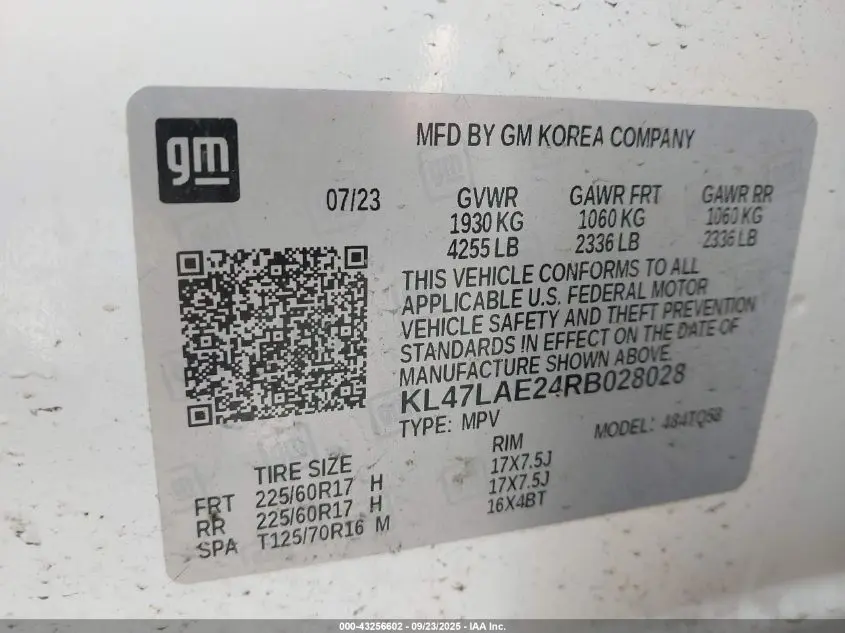 gm
MFD BY GM KOREA COMPANY
07/23
GVWR GAWR FRT GAWR RR
1930 KG 1060 KG 1060 KG
4255 LB 2336 LB 2336 LB
THIS VEHICLE CONFORMS TO ALL
APPLICABLE U.S. FEDERAL MOTOR
VEHICLE SAFETY AND THEFT PREVENTION
STANDARDS IN EFFECT ON THE DATE OF
MANUFACTURE SHOWN ABOVE.
KL47LAE24RB028028
TYPE: MPV MODEL: 4841Q58
TIRE SIZE RIM
FRT 225/60R17 H 17X7.5J
RR 225/60R17 H 17X7.5J
SPA T125/70R16 M 16X4BT
000-43256602 - 09/23/2025 - IAA Inc.